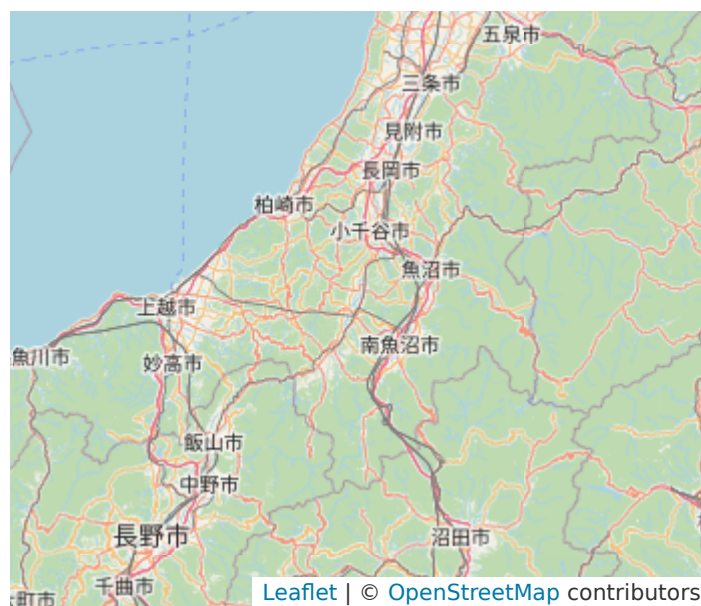 五泉市
三条市
見附市
長岡市
柏崎市
小千谷市
魚沼市
上越市
南魚沼市
魚川市
妙高市
飯山市
中野市
長野市
沼田市
千曲市
町市
Leaflet | © OpenStreetMap contributors